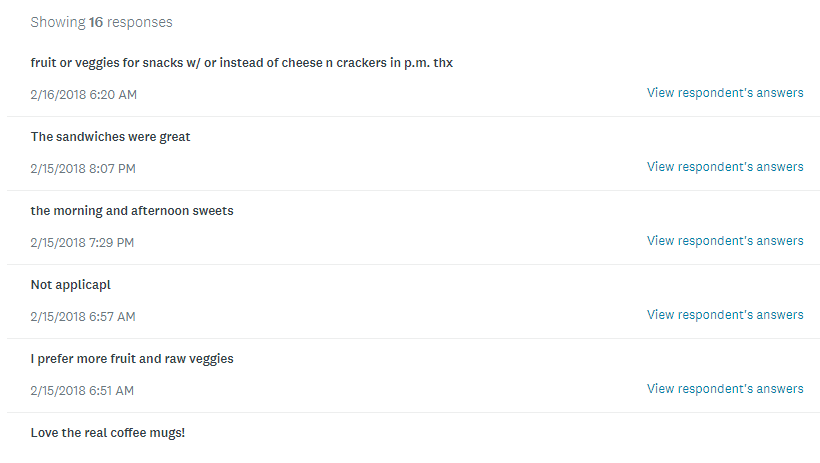 Showing 16 responses
fruit or veggies for snacks w/ or instead of cheese n crackers in p.m. thx
2/16/2018 6:20 AM
View respondent's answers
The sandwiches were great
2/15/2018 8:07 PM
View respondent's answers
the morning and afternoon sweets
2/15/2018 7:29 PM
View respondent's answers
Not applicapl
2/15/2018 6:57 AM
View respondent's answers
I prefer more fruit and raw veggies
2/15/2018 6:51 AM
View respondent's answers
Love the real coffee mugs!